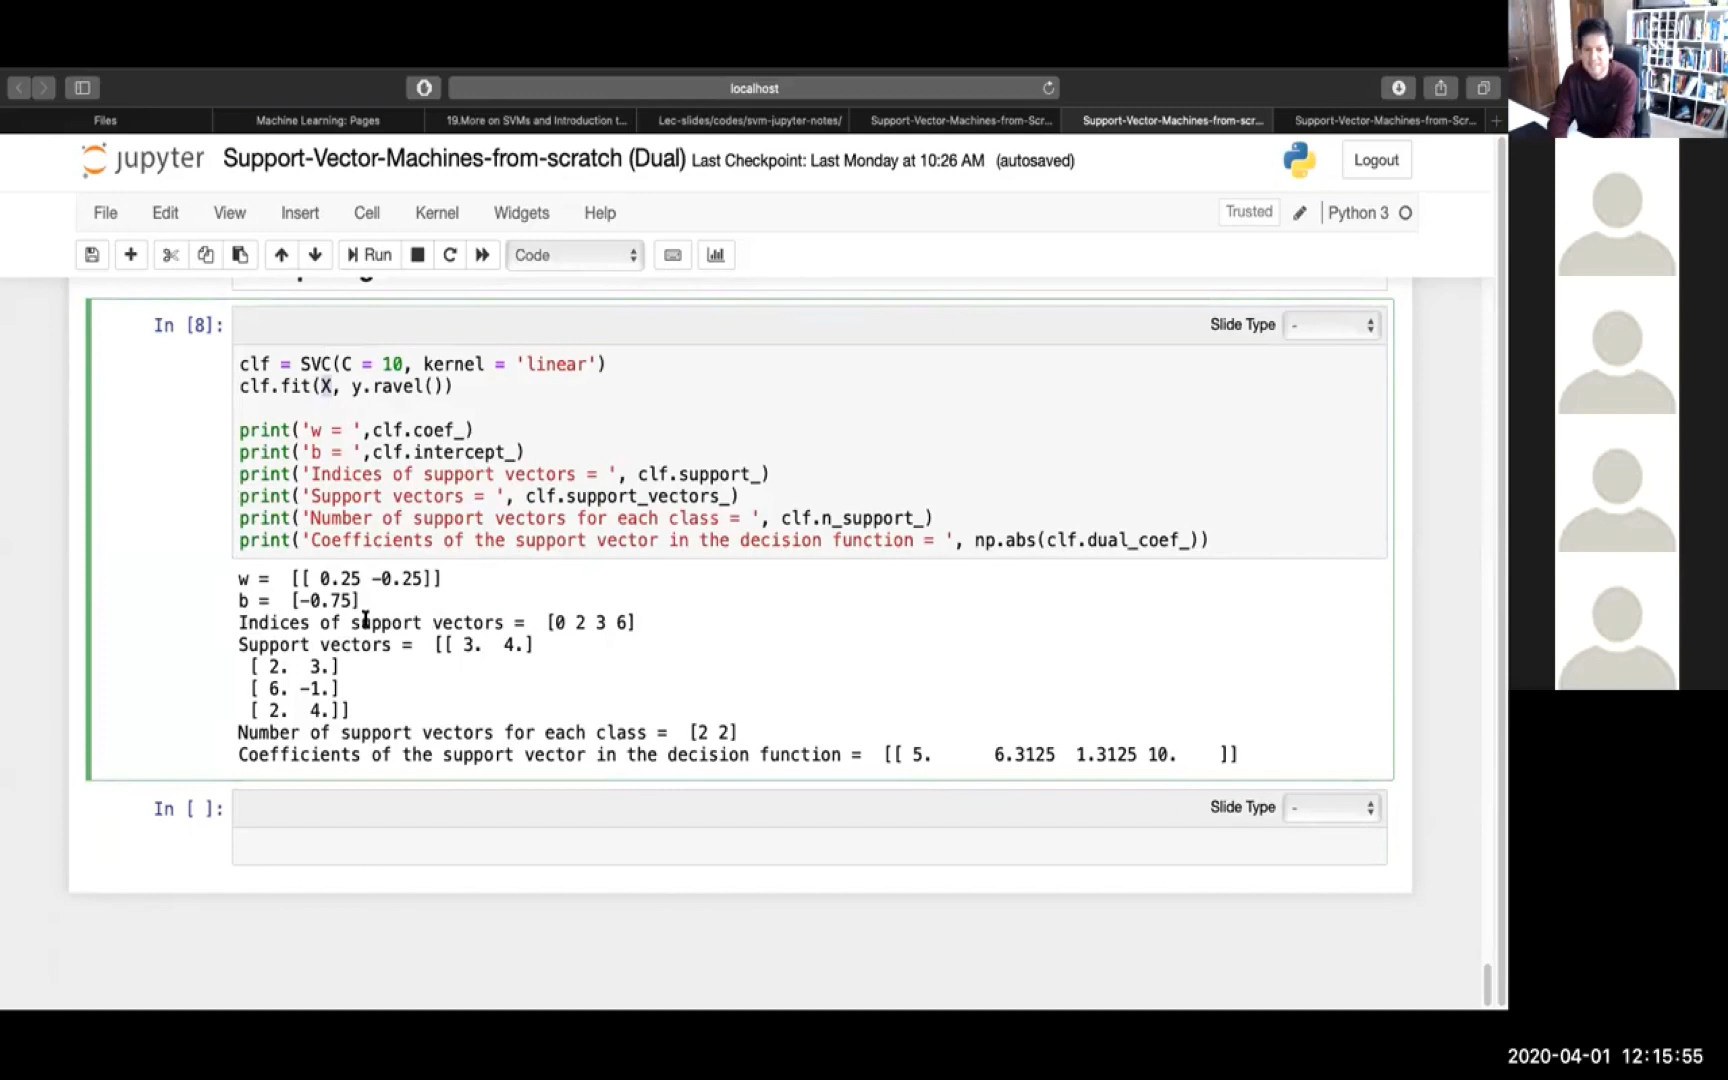 localhost
Files
Machine Learning: Pages
19.More on SVMs and Introduction t...
Lec-slides/codes/svm-jupyter-notes/
Support-Vector-Machines-from-Scr...
Support-Vector-Machines-from-scr...
Support-Vector-Machines-from-Scr...
jupyter Support-Vector-Machines-from-scratch (Dual) Last Checkpoint: Last Monday at 10:26 AM (autosaved)
Logout
File Edit View Insert Cell Kernel Widgets Help
Trusted Python 3
Run Code
In [8]:
Slide Type -
clf = SVC(C = 10, kernel = 'linear')
clf.fit(X, y.ravel())
print('w = ',clf.coef_)
print('b = ',clf.intercept_)
print('Indices of support vectors = ', clf.support_)
print('Support vectors = ', clf.support_vectors_)
print('Number of support vectors for each class = ', clf.n_support_)
print('Coefficients of the support vector in the decision function = ', np.abs(clf.dual_coef_))
w = [[ 0.25 -0.25]]
b = [-0.75]
Indices of support vectors = [0 2 3 6]
Support vectors = [[ 3. 4.]
[ 2. 3.]
[ 6. -1.]
[ 2. 4.]]
Number of support vectors for each class = [2 2]
Coefficients of the support vector in the decision function = [[ 5. 6.3125 1.3125 10. ]]
In [ ]:
Slide Type -
2020-04-01 12:15:55